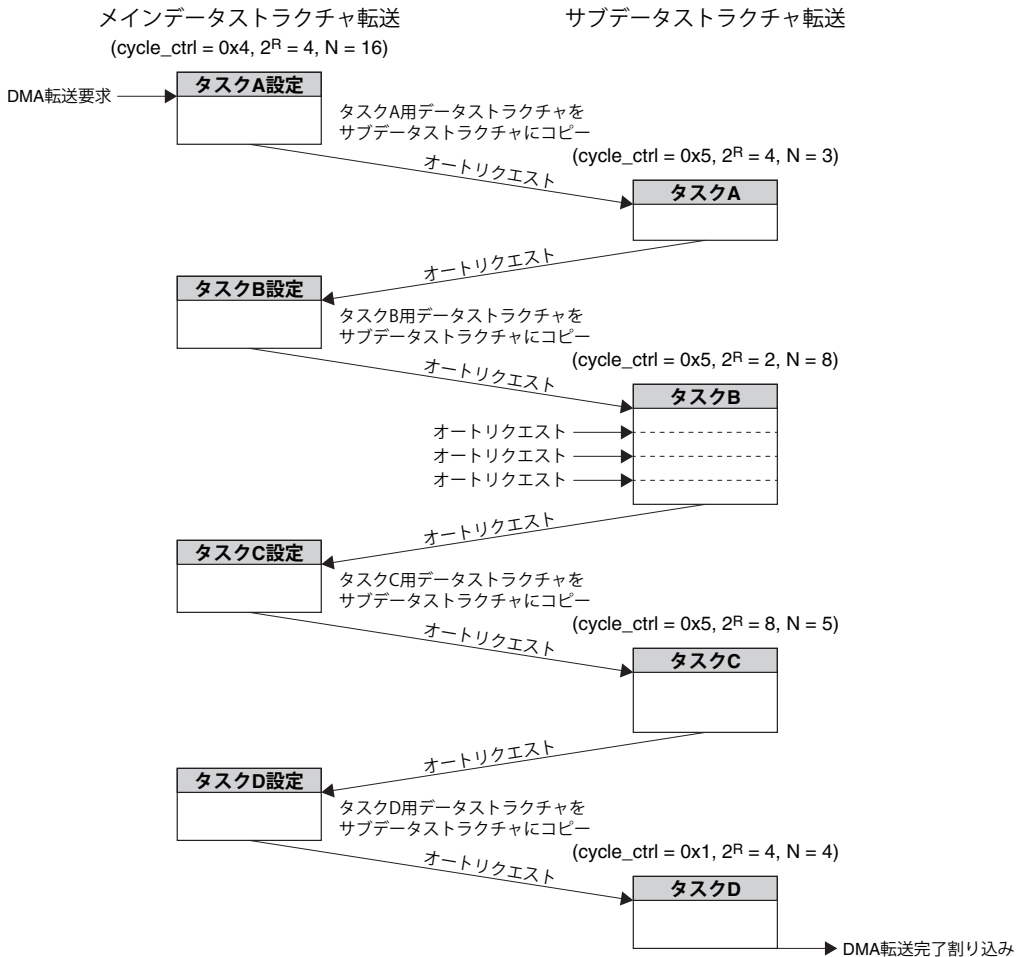 メインデータストラクチャ転送
サブデータストラクチャ転送
(cycle_ctrl = 0x4, 2ᴿ = 4, N = 16)
DMA転送要求
タスクA設定
タスクA用データストラクチャを
サブデータストラクチャにコピー
オートリクエスト
(cycle_ctrl = 0x5, 2ᴿ = 4, N = 3)
タスクA
オートリクエスト
タスクB設定
タスクB用データストラクチャを
サブデータストラクチャにコピー
オートリクエスト
(cycle_ctrl = 0x5, 2ᴿ = 2, N = 8)
タスクB
オートリクエスト
オートリクエスト
オートリクエスト
オートリクエスト
タスクC設定
タスクC用データストラクチャを
サブデータストラクチャにコピー
オートリクエスト
(cycle_ctrl = 0x5, 2ᴿ = 8, N = 5)
タスクC
オートリクエスト
タスクD設定
タスクD用データストラクチャを
サブデータストラクチャにコピー
オートリクエスト
(cycle_ctrl = 0x1, 2ᴿ = 4, N = 4)
タスクD
DMA転送完了割り込み